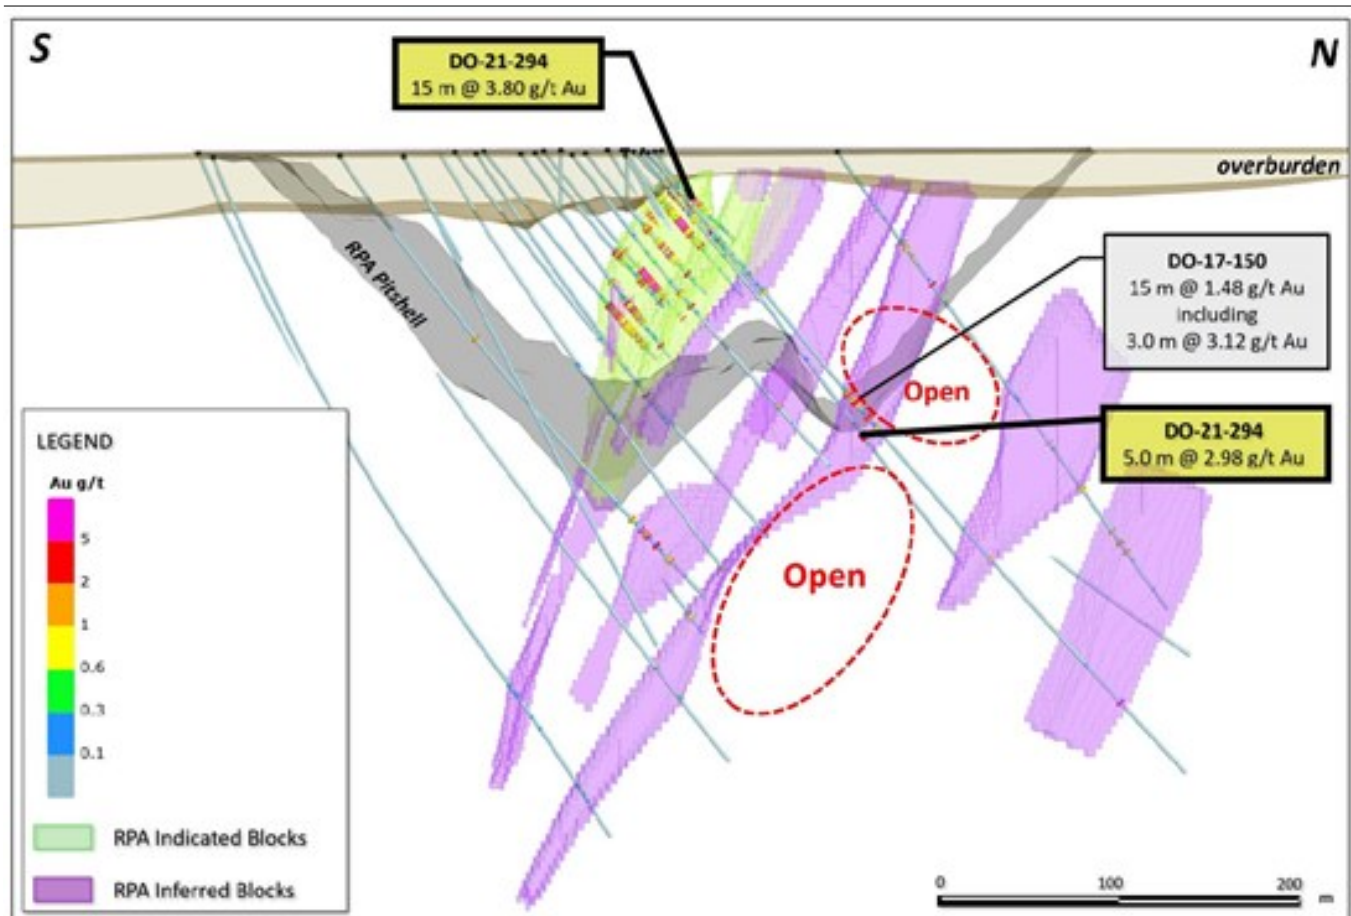 S
N
DO-21-294
15 m @ 3.80 g/t Au
overburden
RPA Pitshell
DO-17-150
15 m @ 1.48 g/t Au
including
3.0 m @ 3.12 g/t Au
Open
DO-21-294
5.0 m @ 2.98 g/t Au
Open
LEGEND
Au g/t
5
2
1
0.6
0.3
0.1
RPA Indicated Blocks
RPA Inferred Blocks
0 100 200
m